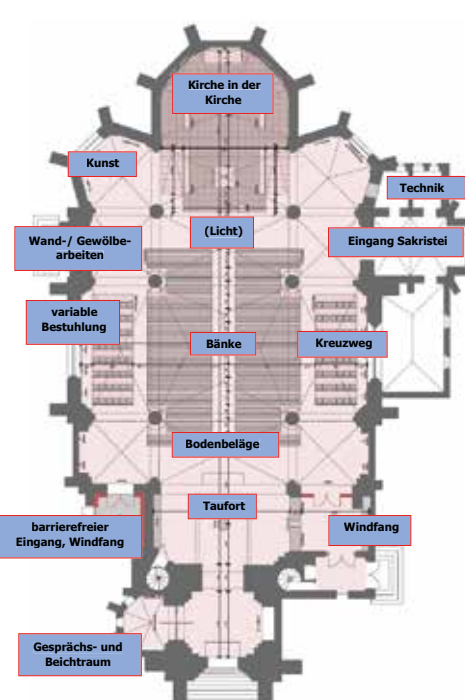 Kirche in der
Kirche
Kunst
Technik
(Licht)
Wand-/ Gewölbe-
arbeiten
Eingang Sakristei
variable
Bestuhlung
Bänke
Kreuzweg
Bodenbeläge
Taufort
barrierefreier
Eingang, Windfang
Windfang
Gesprächs- und
Beichtraum